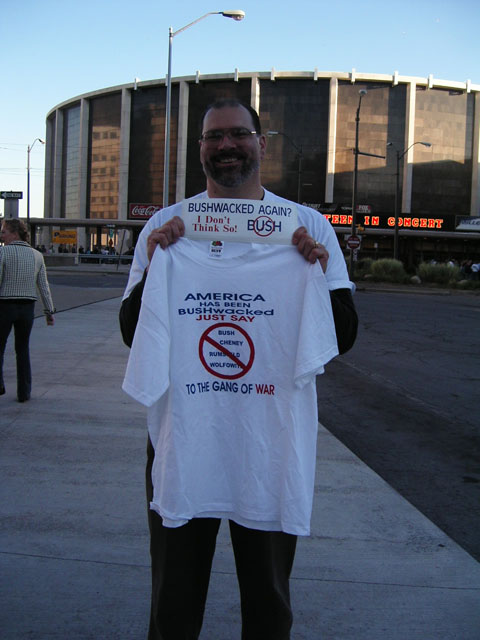 BUSHWACKED AGAIN?
I Don't
Think So!
BUSH
Coca-Cola
IN CONCERT
AMERICA
HAS BEEN
BUSHwacked
JUST SAY
BUSH
CHENEY
RUMSFELD
WOLFOWITZ
TO THE GANG OF WAR